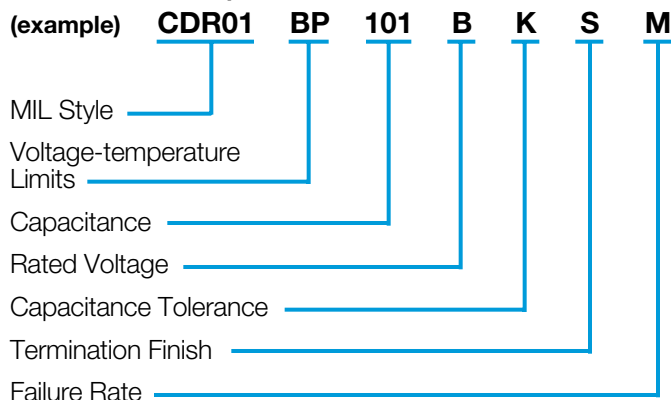 (example) CDR01 BP 101 B K S M
MIL Style
Voltage-temperature
Limits
Capacitance
Rated Voltage
Capacitance Tolerance
Termination Finish
Failure Rate